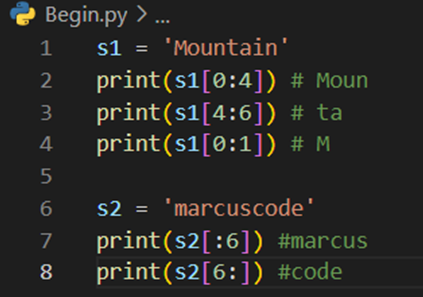 Begin.py > ...
1 s1 = 'Mountain'
2 print(s1[0:4]) # Moun
3 print(s1[4:6]) # ta
4 print(s1[0:1]) # M
5
6 s2 = 'marcuscode'
7 print(s2[:6]) #marcus
8 print(s2[6:]) #code